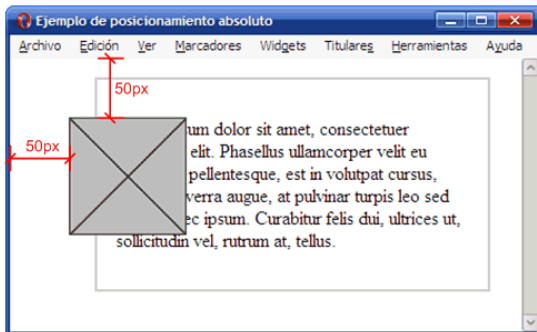 Ejemplo de posicionamiento absoluto
Archivo Edición Ver Marcadores Widgets Titulares Herramientas Ayuda
50px
50px
um dolor sit amet, consectetuer
elit. Phasellus ullamcorper velit eu
pellentesque, est in volutpat cursus,
verra augue, at pulvinar turpis leo sed
ec ipsum. Curabitur felis dui, ultrices ut,
sollicitudin vel, rutrum at, tellus.